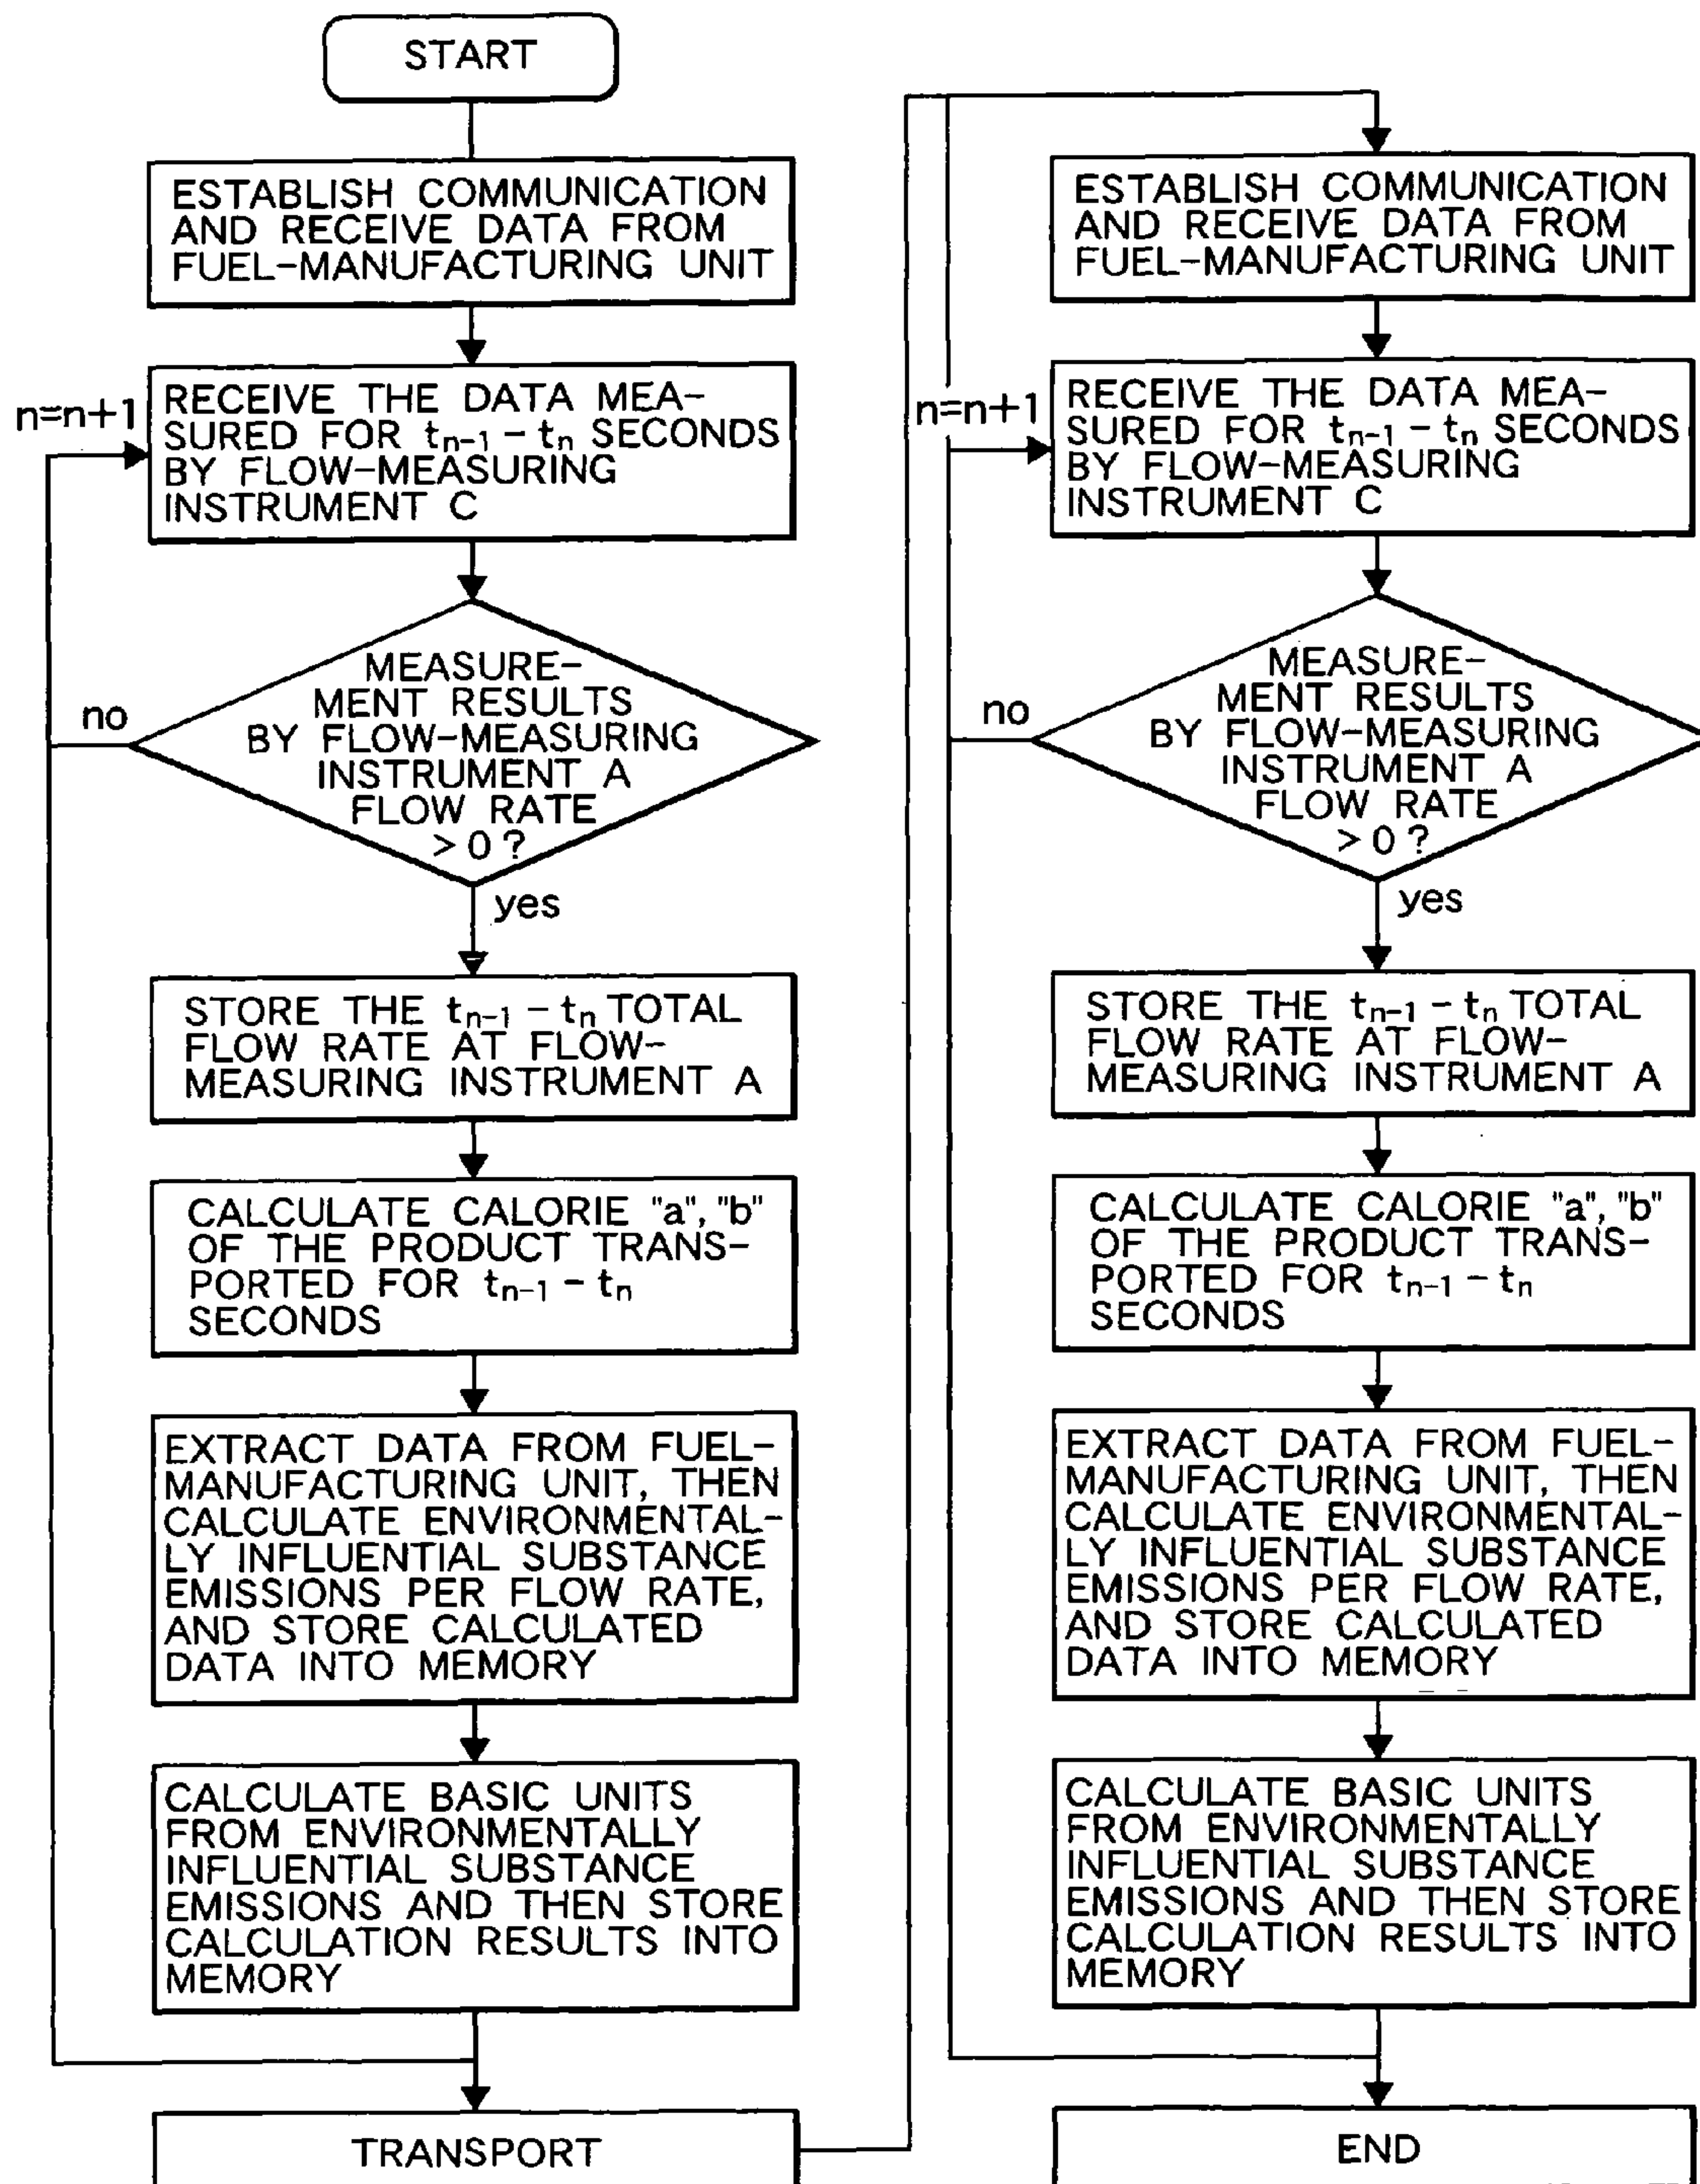 START
ESTABLISH COMMUNICATION
AND RECEIVE DATA FROM
FUEL-MANUFACTURING UNIT
n=n+1
RECEIVE THE DATA MEA-
SURED FOR tn-1 - tn SECONDS
BY FLOW-MEASURING
INSTRUMENT C
no
MEASURE-
MENT RESULTS
BY FLOW-MEASURING
INSTRUMENT A
FLOW RATE
> 0 ?
yes
STORE THE tn-1 - tn TOTAL
FLOW RATE AT FLOW-
MEASURING INSTRUMENT A
CALCULATE CALORIE "a", "b"
OF THE PRODUCT TRANS-
PORTED FOR tn-1 - tn
SECONDS
EXTRACT DATA FROM FUEL-
MANUFACTURING UNIT, THEN
CALCULATE ENVIRONMENTAL-
LY INFLUENTIAL SUBSTANCE
EMISSIONS PER FLOW RATE,
AND STORE CALCULATED
DATA INTO MEMORY
CALCULATE BASIC UNITS
FROM ENVIRONMENTALLY
INFLUENTIAL SUBSTANCE
EMISSIONS AND THEN STORE
CALCULATION RESULTS INTO
MEMORY
TRANSPORT
ESTABLISH COMMUNICATION
AND RECEIVE DATA FROM
FUEL-MANUFACTURING UNIT
n=n+1
RECEIVE THE DATA MEA-
SURED FOR tn-1 - tn SECONDS
BY FLOW-MEASURING
INSTRUMENT C
no
MEASURE-
MENT RESULTS
BY FLOW-MEASURING
INSTRUMENT A
FLOW RATE
> 0 ?
yes
STORE THE tn-1 - tn TOTAL
FLOW RATE AT FLOW-
MEASURING INSTRUMENT A
CALCULATE CALORIE "a", "b"
OF THE PRODUCT TRANS-
PORTED FOR tn-1 - tn
SECONDS
EXTRACT DATA FROM FUEL-
MANUFACTURING UNIT, THEN
CALCULATE ENVIRONMENTAL-
LY INFLUENTIAL SUBSTANCE
EMISSIONS PER FLOW RATE,
AND STORE CALCULATED
DATA INTO MEMORY
CALCULATE BASIC UNITS
FROM ENVIRONMENTALLY
INFLUENTIAL SUBSTANCE
EMISSIONS AND THEN STORE
CALCULATION RESULTS INTO
MEMORY
END